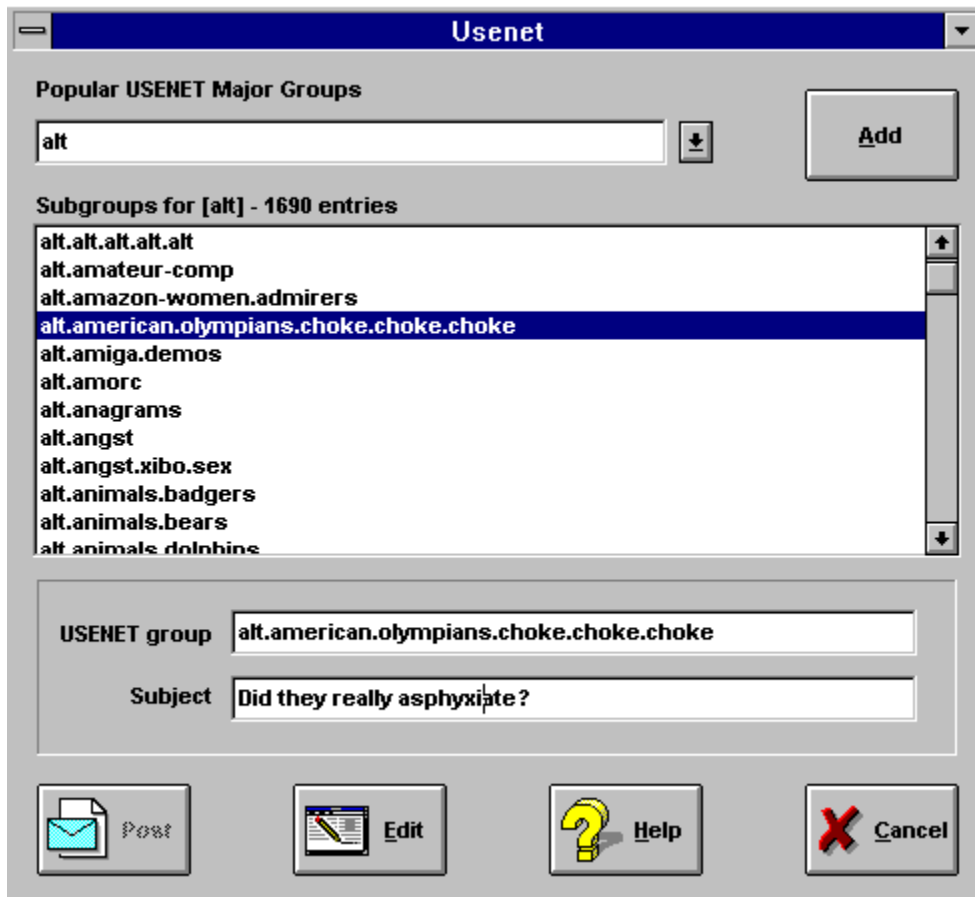 Usenet
Popular USENET Major Groups
alt
Add
Subgroups for [alt] - 1690 entries
alt.alt.alt.alt.alt
alt.amateur-comp
alt.amazon-women.admirers
alt.american.olympians.choke.choke.choke
alt.amiga.demos
alt.amorc
alt.anagrams
alt.angst
alt.angst.xibo.sex
alt.animals.badgers
alt.animals.bears
alt.animals.dolphins
USENET group
alt.american.olympians.choke.choke.choke
Subject
Did they really asphyxiate?
Post
Edit
Help
Cancel